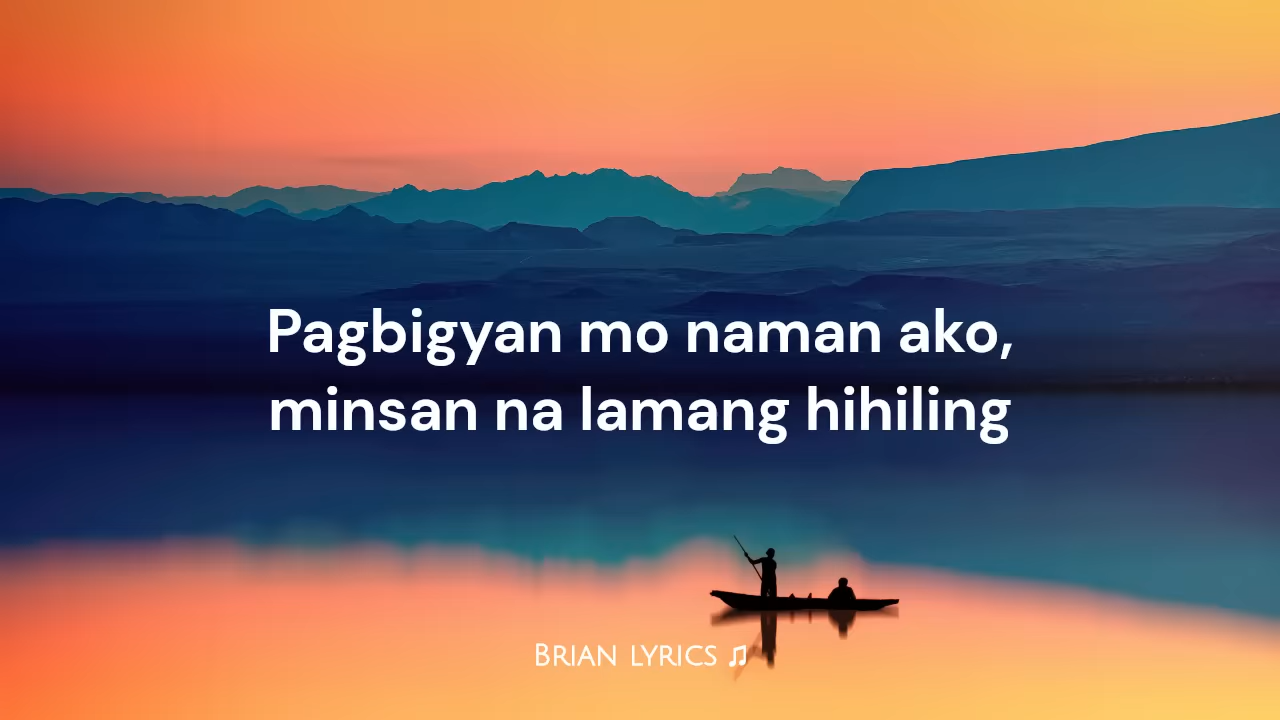 Pagbigyan mo naman ako,
minsan na lamang hihiling
Brian lyrics ♫